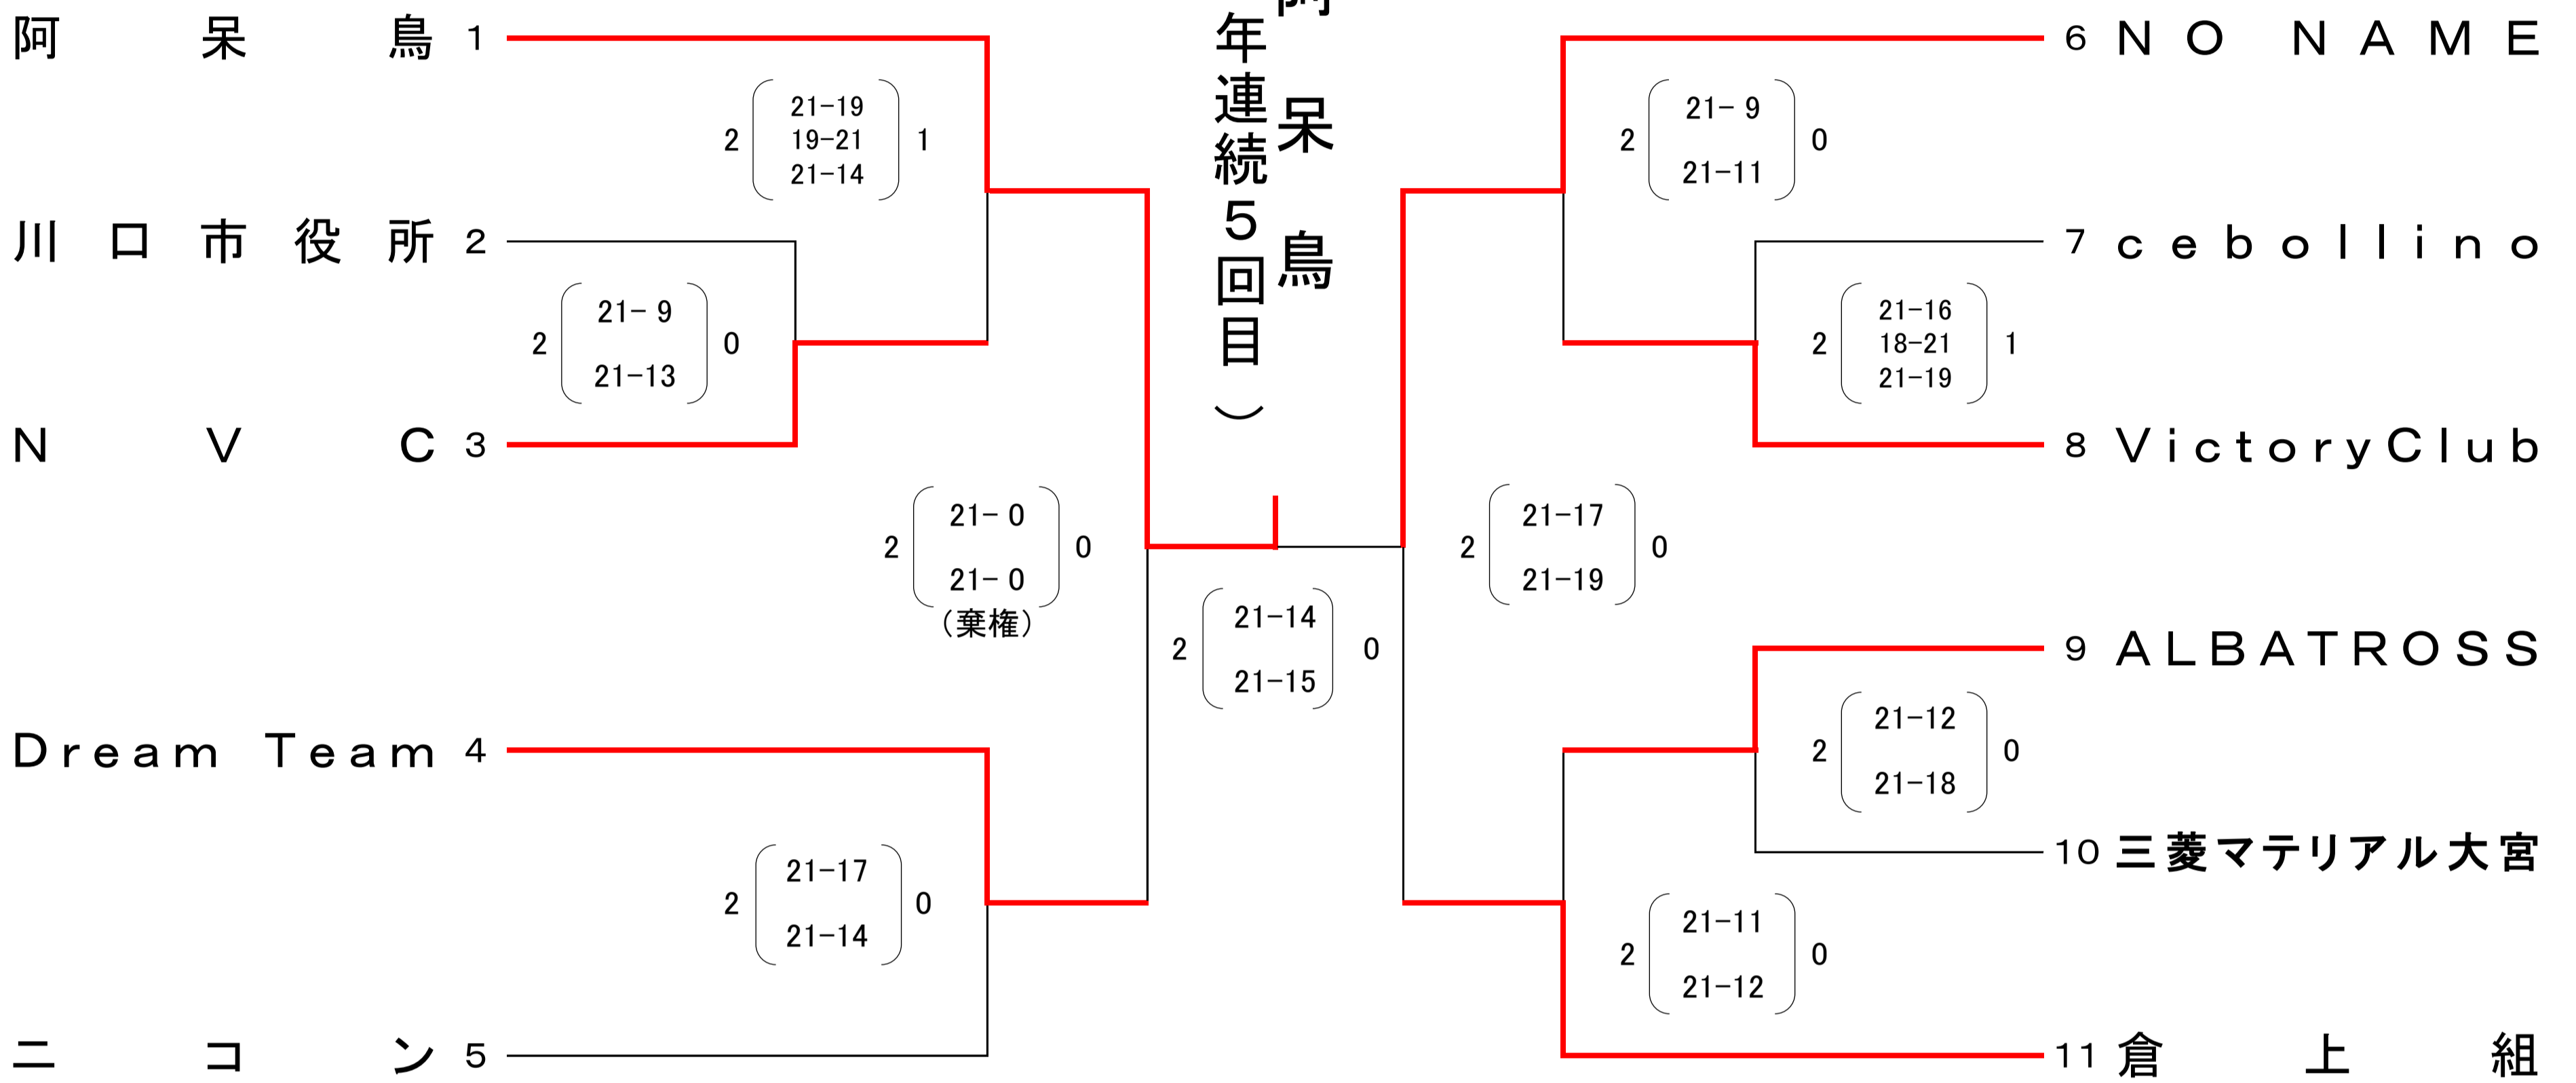 阿呆鳥 1
2 21-19 1
19-21
21-14
川口市役所 2
2 21- 9 0
21-13
NVC 3
2 21- 0 0
21- 0
(棄権)
Dream Team 4
2 21-17 0
21-14
ニコン 5
呆鳥
年連続5回目)
2 21-14 0
21-15
6 NO NAME
2 21- 9 0
21-11
7 cebollino
2 21-16 1
18-21
21-19
8 VictoryClub
2 21-17 0
21-19
9 ALBATROSS
2 21-12 0
21-18
10 三菱マテリアル大宮
2 21-11 0
21-12
11 倉上組